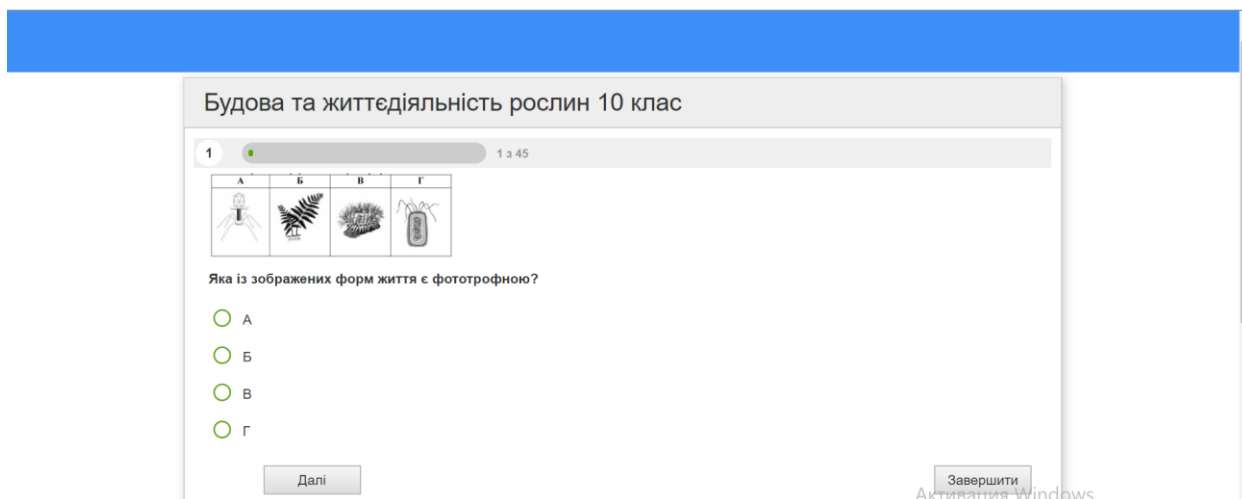 Будова та життєдіяльність рослин 10 клас
1 1 з 45
А Б В Г
Яка із зображених форм життя є фототрофною?
А
Б
В
Г
Далі Завершити
Активация Windows